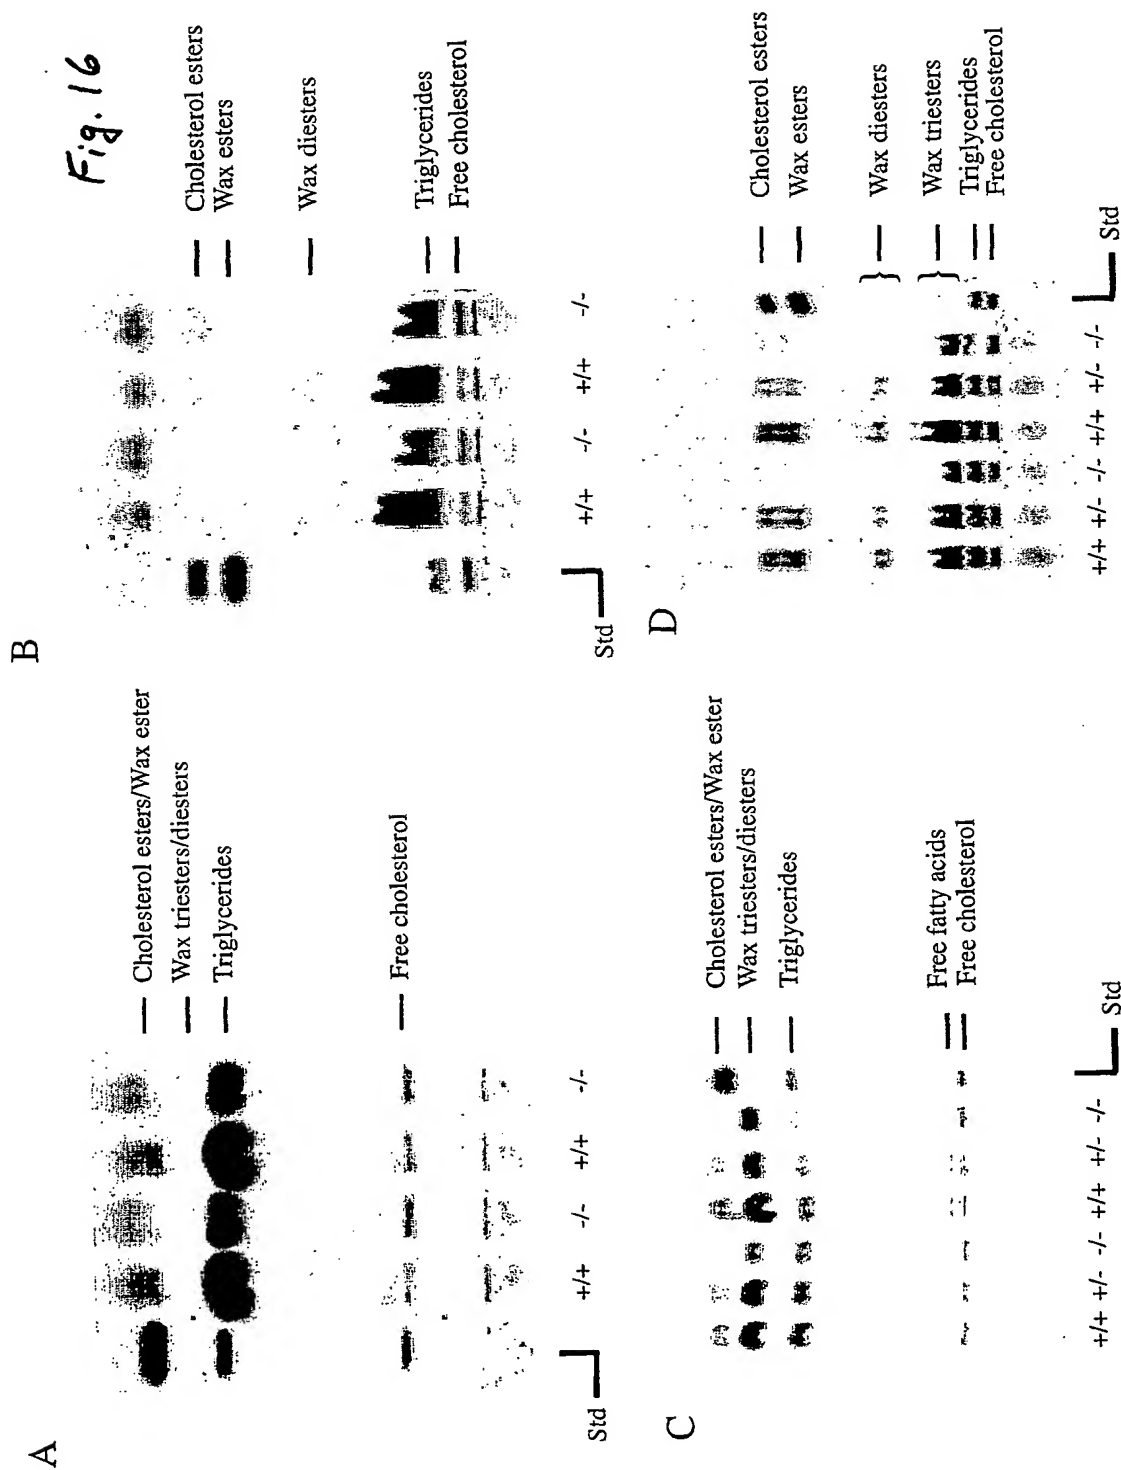 Fig. 16
A
Cholesterol esters/Wax ester
Wax triesters/diesters
Triglycerides
Free cholesterol
Std
+/+ -/- +/+ -/-
B
Cholesterol esters
Wax esters
Wax diesters
Triglycerides
Free cholesterol
Std
+/+ -/- +/+ -/-
C
Cholesterol esters/Wax ester
Wax triesters/diesters
Triglycerides
Free fatty acids
Free cholesterol
+/+ +/- -/- +/+ +/- -/-
Std
D
Cholesterol esters
Wax esters
Wax diesters
Wax triesters
Triglycerides
Free cholesterol
+/+ +/- -/- +/+ +/- -/-
Std